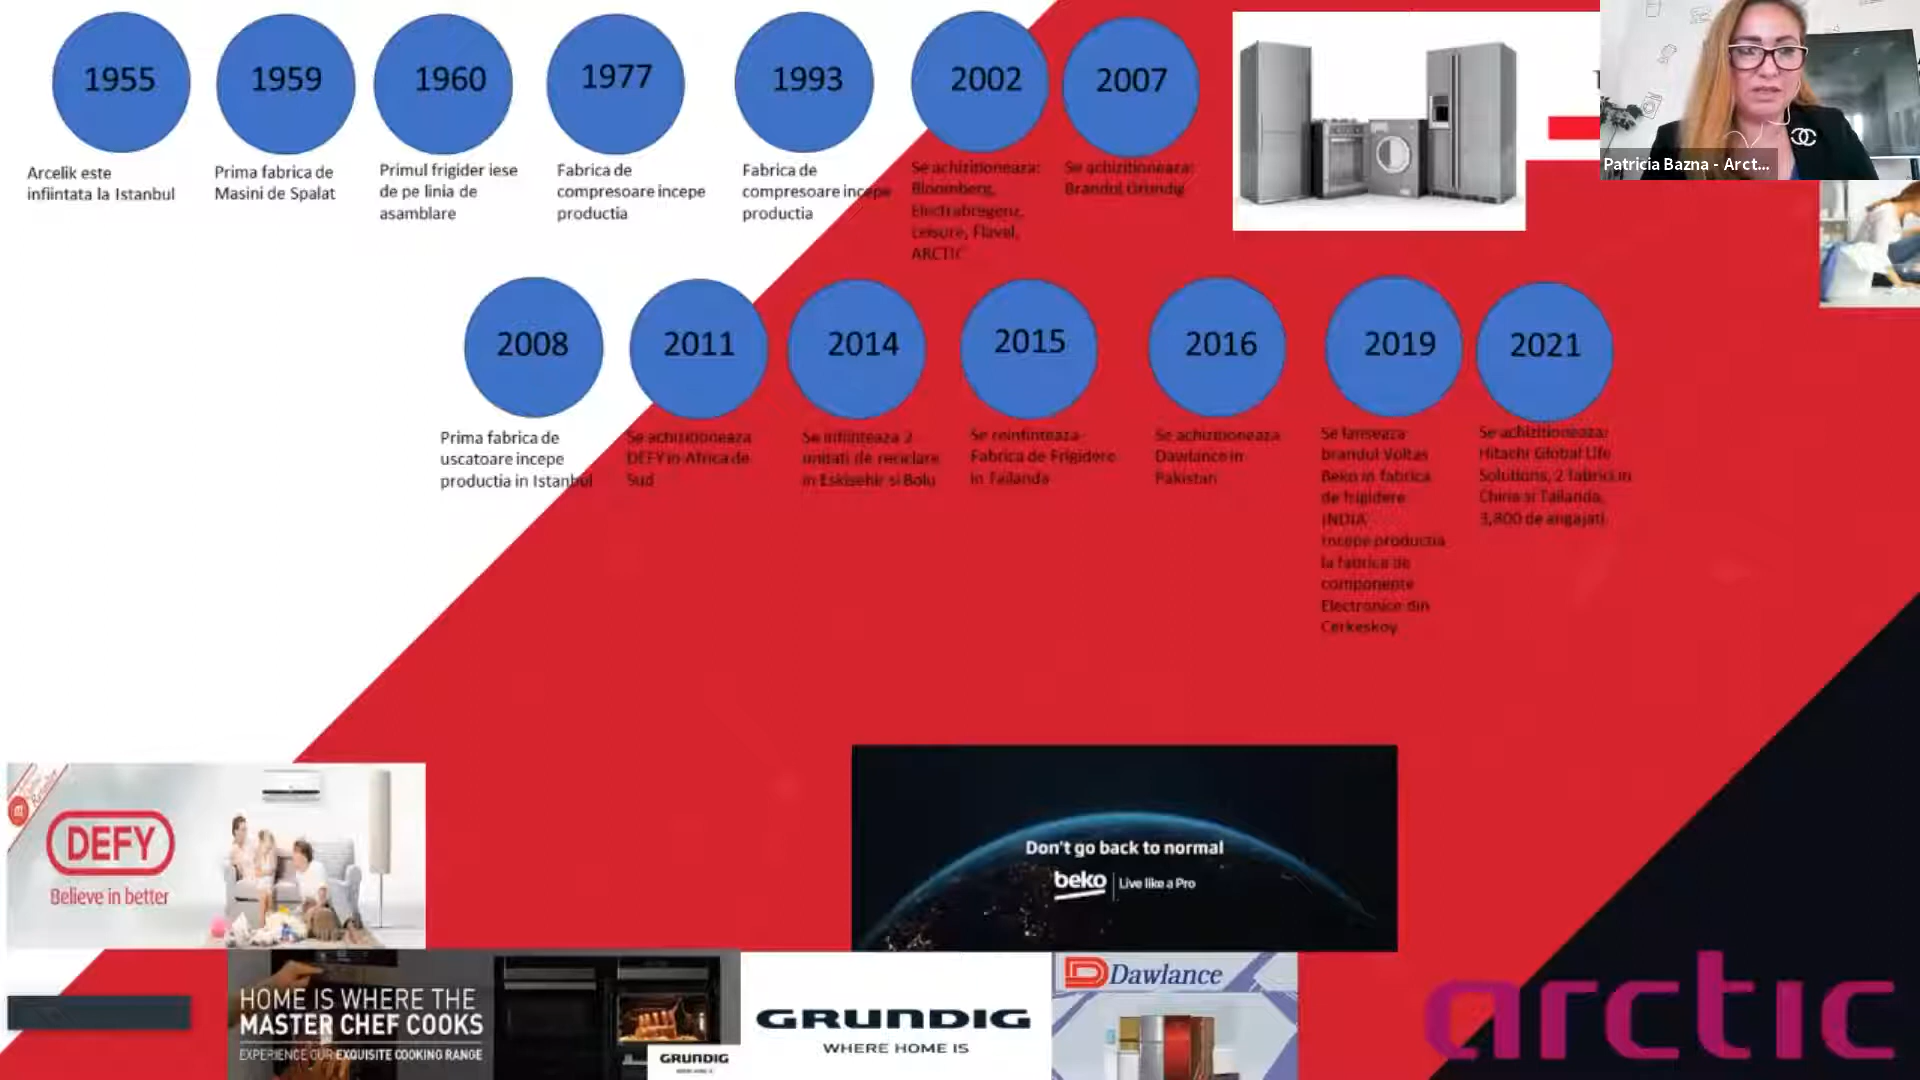 1955
Arcelik este
infiintata la Istanbul
1959
Prima fabrica de
Masini de Spalat
1960
Primul frigider iese
de pe linia de
asamblare
1977
Fabrica de
compresoare incepe
productia
1993
Fabrica de
compresoare incepe
productia
2002
Se achizitioneaza:
Bloomberg,
Electrabregenz,
Leisure, Flavel,
ARCTIC
2007
Se achizitioneaza:
Brandul Grundig
Patricia Bazna - Arct...
2008
Prima fabrica de
uscatoare incepe
productia in Istanbul
2011
Se achizitioneaza
DEFY in Africa de
Sud
2014
Se infiinteaza 2
unitati de reciclare
in Eskisehir si Bolu
2015
Se reinfiinteaza
Fabrica de Frigidere
in Tailanda
2016
Se achizitioneaza
Dawlance in
Pakistan
2019
Se lanseaza
brandul Voltas
Beko in fabrica
de frigidere
INDIA
Incepe productia
la fabrica de
componente
Electronice din
Cerkeskoy
2021
Se achizitioneaza:
Hitachi Global Life
Solutions, 2 fabrici in
China si Tailanda,
3,800 de angajati
DEFY
Believe in better
Don't go back to normal
beko Live like a Pro
HOME IS WHERE THE
MASTER CHEF COOKS
EXPERIENCE OUR EXQUISITE COOKING RANGE
GRUNDIG
GRUNDIG
WHERE HOME IS
Dawlance
arctic